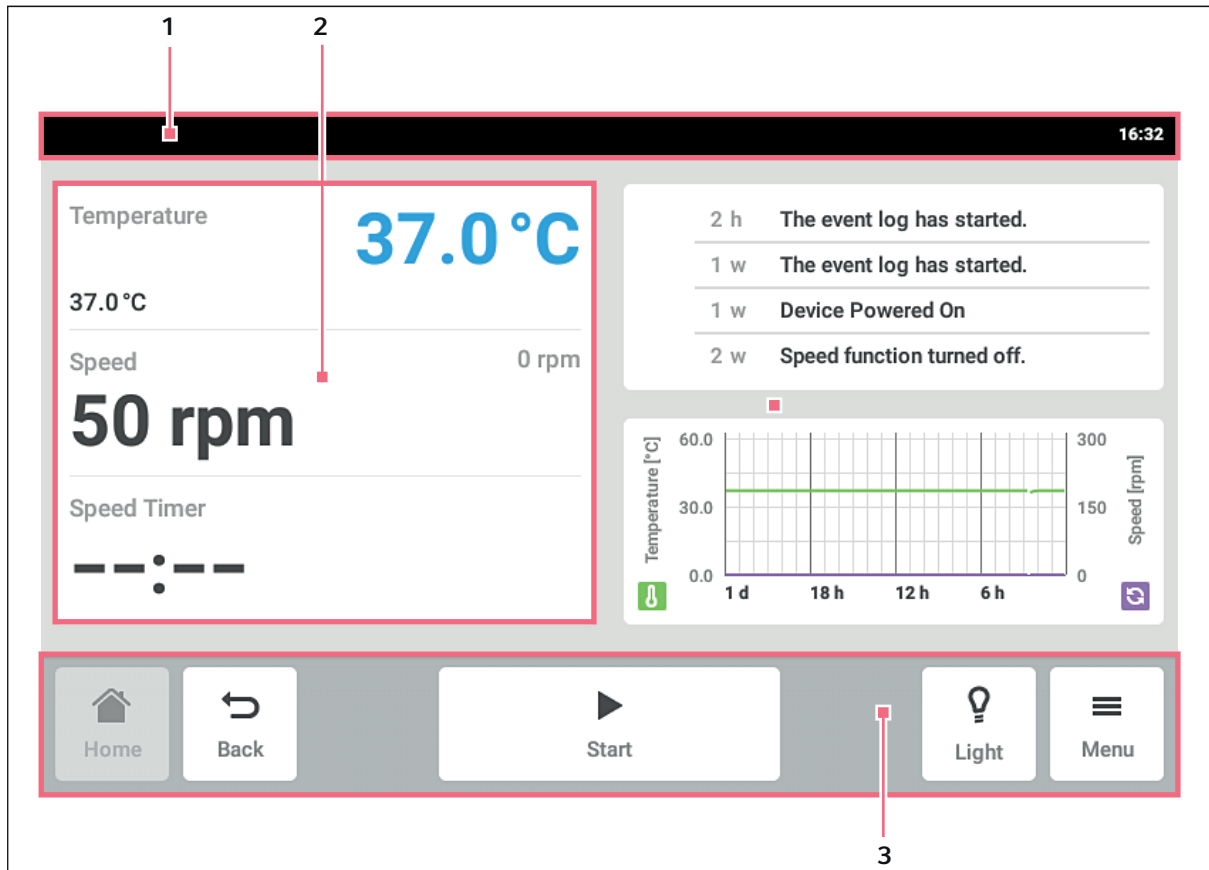 1 2
16:32
Temperature
37.0 °C
37.0 °C
Speed
0 rpm
50 rpm
Speed Timer
--:--
2 h The event log has started.
1 w The event log has started.
1 w Device Powered On
2 w Speed function turned off.
Temperature [°C]
60.0
30.0
0.0
300
150
0
Speed [rpm]
1 d 18 h 12 h 6 h
Home
Back
Start
Light
Menu
3